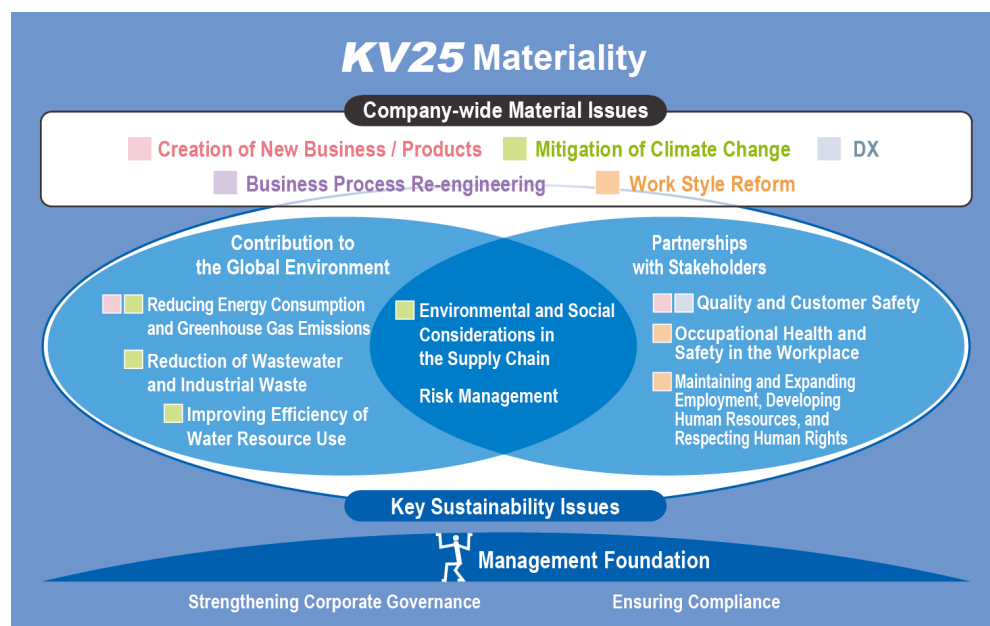 KV25 Materiality
Company-wide Material Issues
Creation of New Business / Products
Mitigation of Climate Change
DX
Business Process Re-engineering
Work Style Reform
Contribution to
the Global Environment
Reducing Energy Consumption
and Greenhouse Gas Emissions
Reduction of Wastewater
and Industrial Waste
Improving Efficiency of
Water Resource Use
Environmental and Social
Considerations in
the Supply Chain
Risk Management
Partnerships
with Stakeholders
Quality and Customer Safety
Occupational Health and
Safety in the Workplace
Maintaining and Expanding
Employment, Developing
Human Resources, and
Respecting Human Rights
Key Sustainability Issues
Management Foundation
Strengthening Corporate Governance
Ensuring Compliance